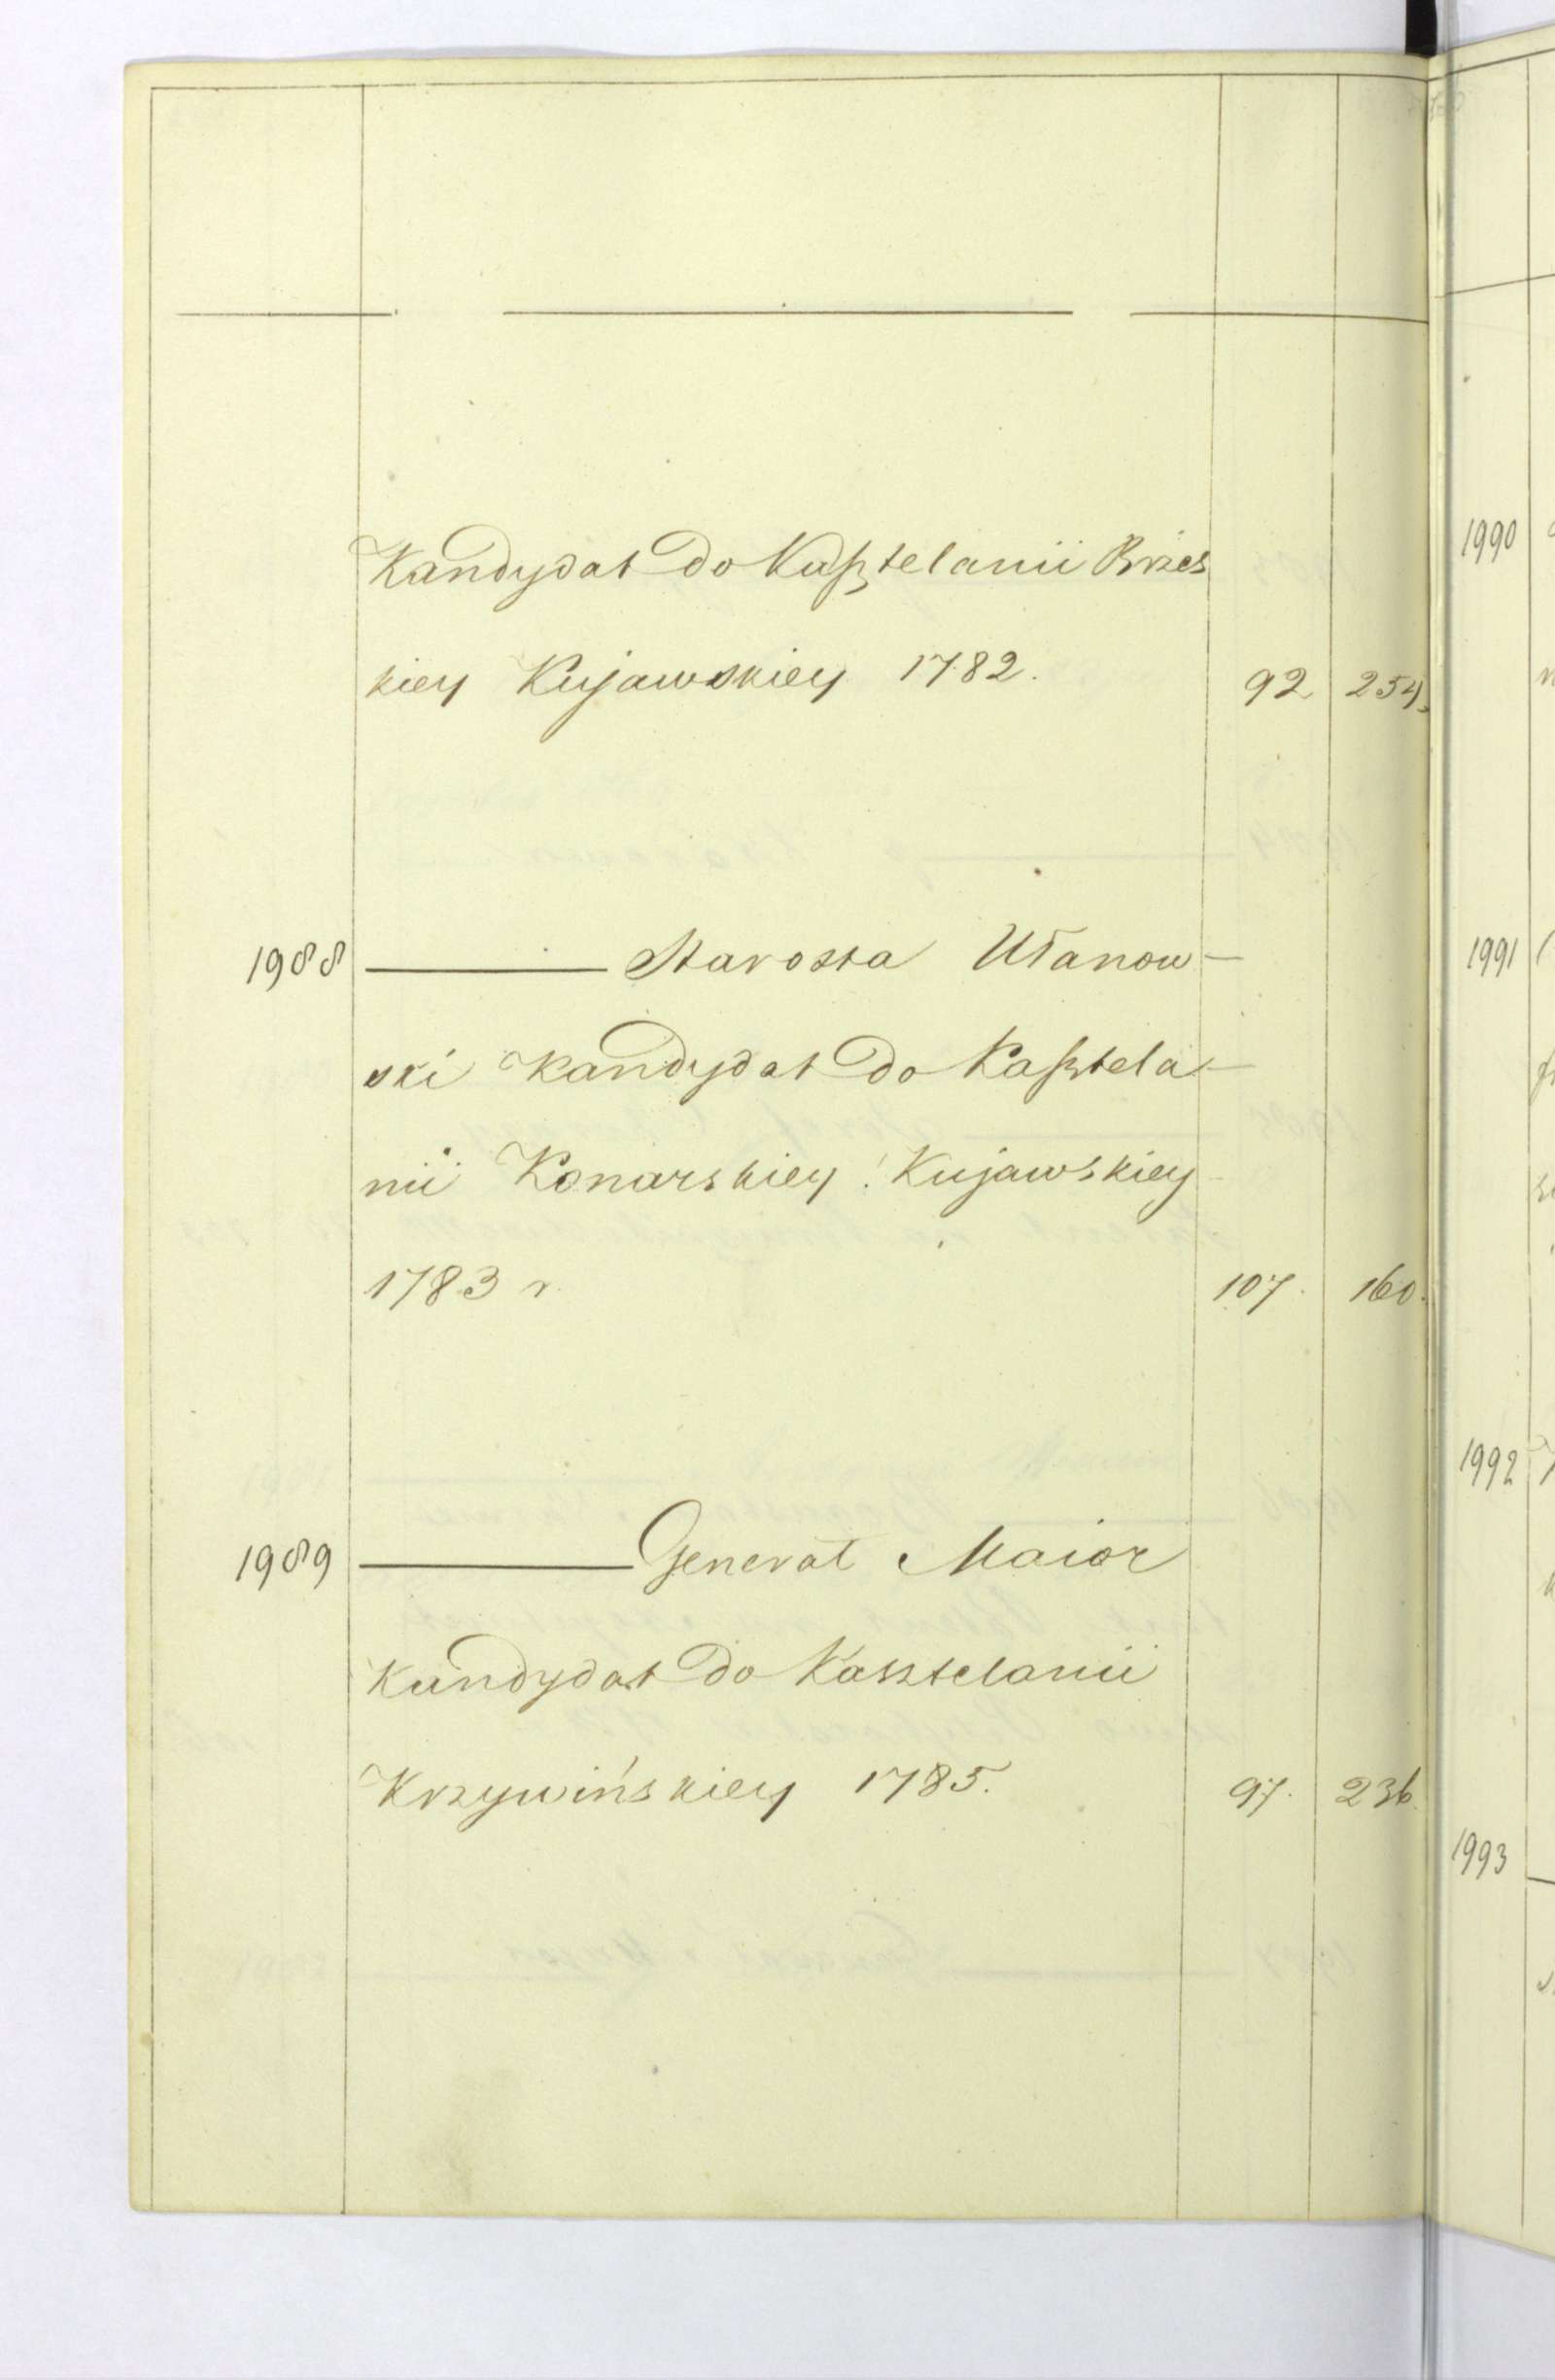 Kandydat do Kasztelanii Brzes
kiey Kujawskiey 1782. 92 254,
1988 ——— Starosta Ułanow-
ski Kandydat do Kasztela-
nii Konarskiey Kujawskiey
1783 r. 107. 160.
1989 ——— Generał Maior
Kandydat do Kasztelanii
Krzywińskiey 1785. 97. 236.
1990
1991
1992
1993